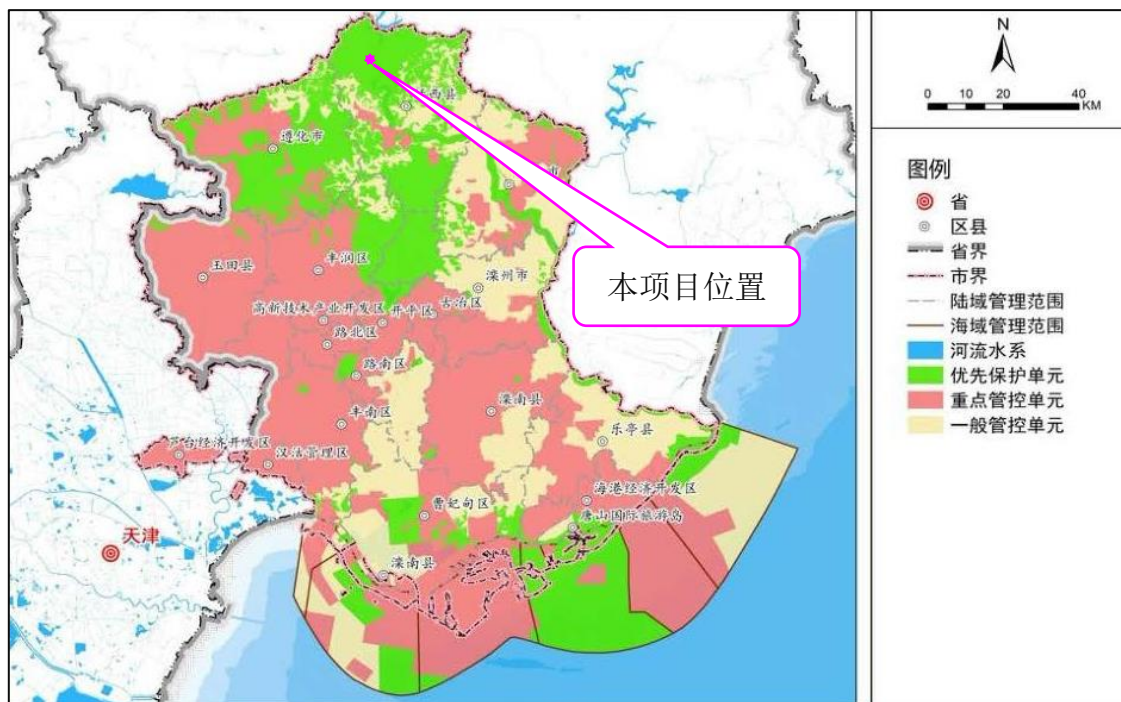 西县
遵化市
市
玉田县
丰润区
滦州市
本项目位置
高新技术产业开发区
开平区
古冶区
路北区
路南区
丰南区
滦南县
乐亭县
芦台经济开发区
汉沽管理区
曹妃甸区
海港经济开发区
唐山国际旅游岛
天津
滦南县
N
0 10 20 40
KM
图例
省
区县
省界
市界
陆域管理范围
海域管理范围
河流水系
优先保护单元
重点管控单元
一般管控单元